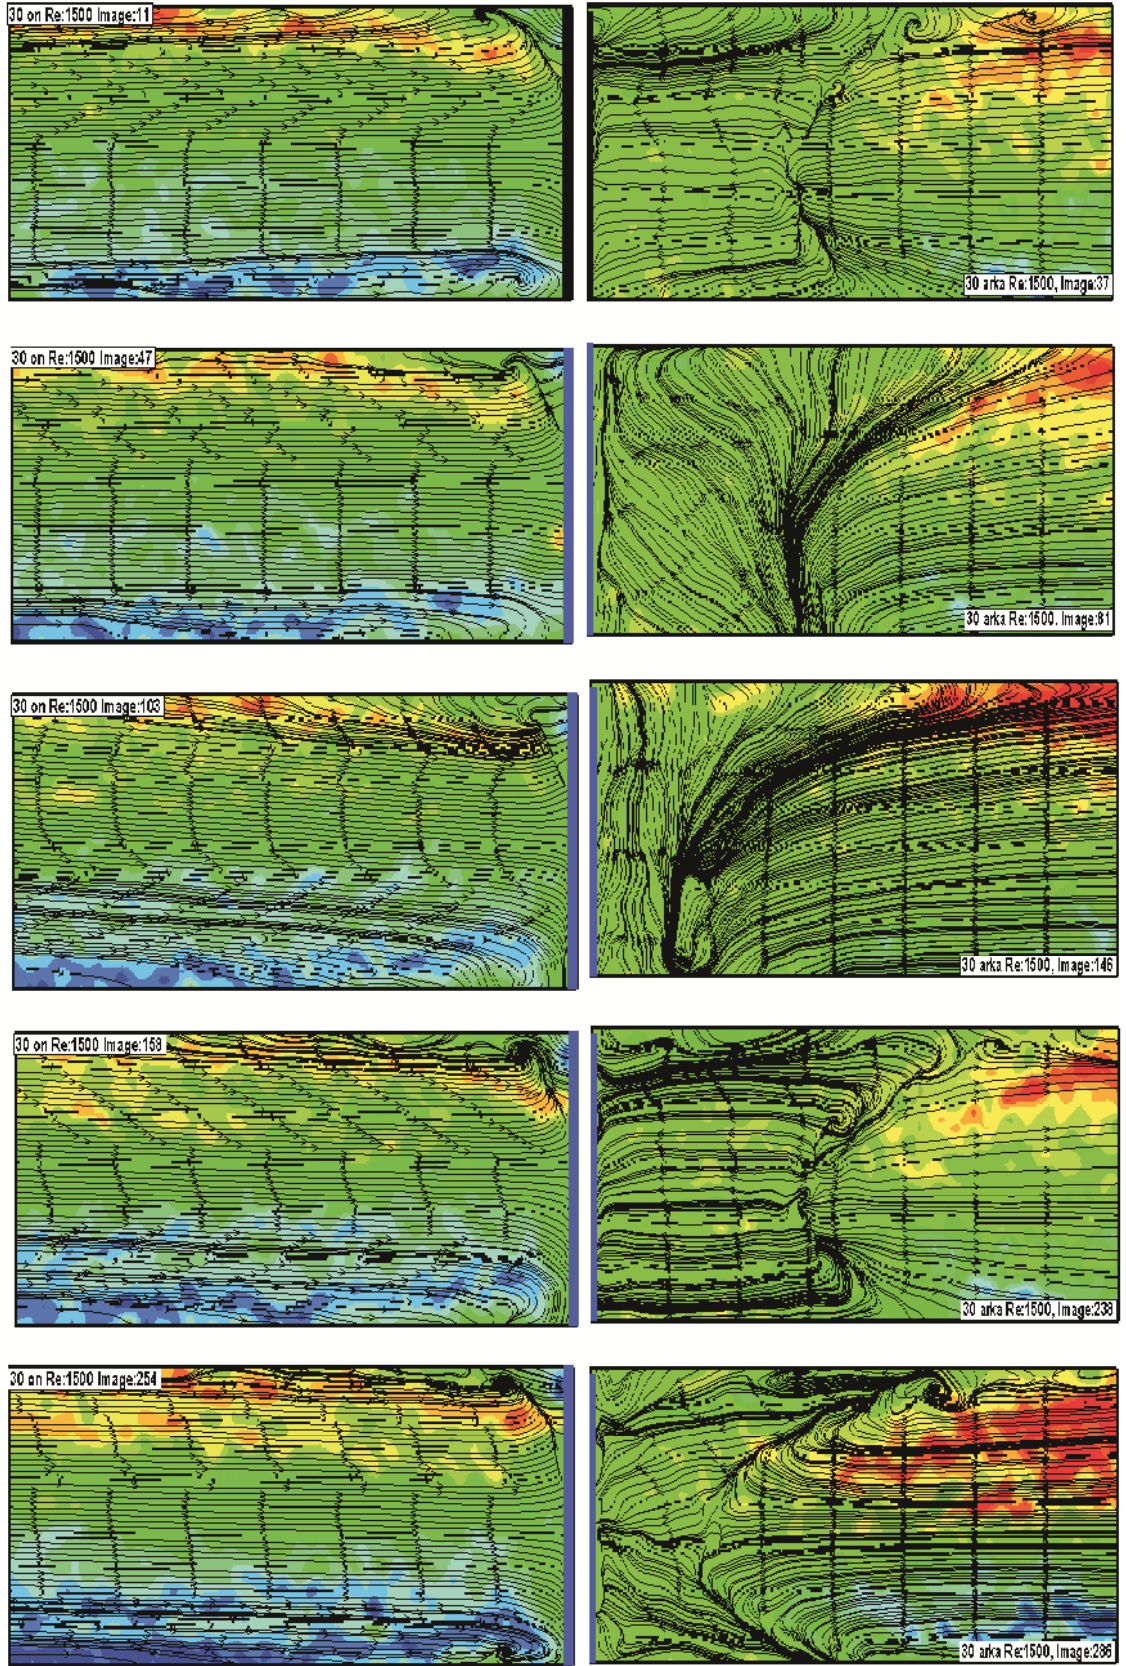 30 on Re:1500 Image:11
30 arka Re:1500, Image:37
30 on Re:1500 Image:47
30 arka Re:1500. Image:81
30 on Re:1500 Image:103
30 arka Re:1500, Image:146
30 on Re:1500 Image:158
30 arka Re:1500, Image:238
30 on Re:1500 Image:254
30 arka Re:1500, Image:286